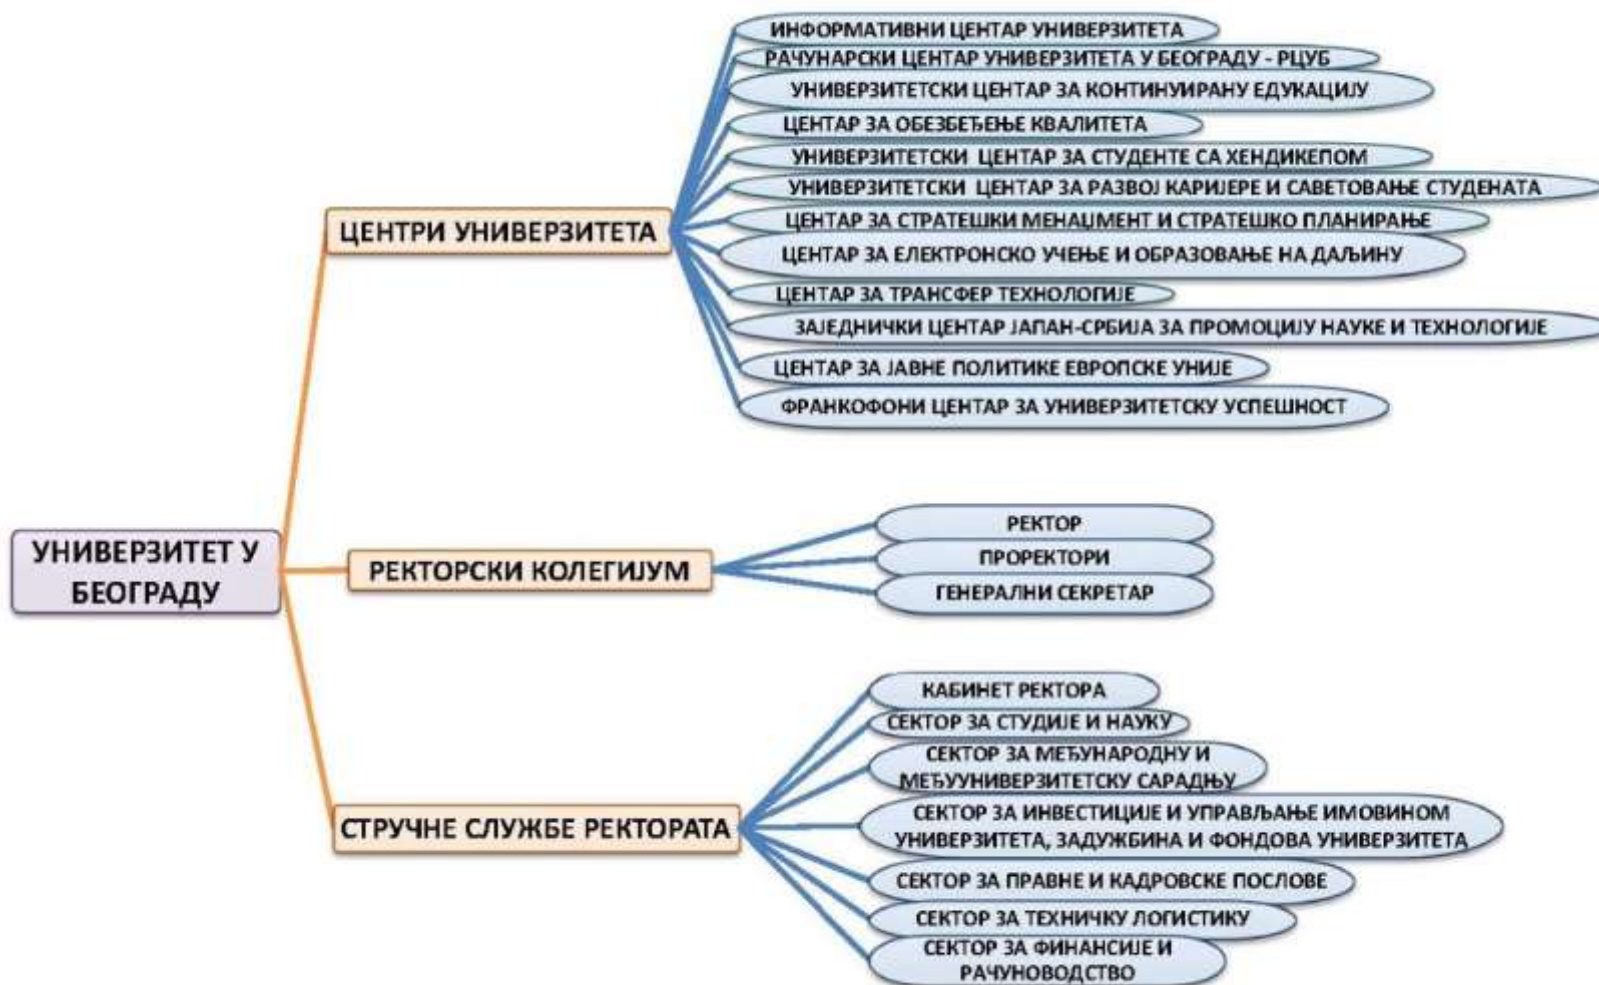 ИНФОРМАТИВНИ ЦЕНТАР УНИВЕРЗИТЕТА
РАЧУНАРСКИ ЦЕНТАР УНИВЕРЗИТЕТА У БЕОГРАДУ - РЦУБ
УНИВЕРЗИТЕТСКИ ЦЕНТАР ЗА КОНТИНУИРАНУ ЕДУКАЦИЈУ
ЦЕНТАР ЗА ОБЕЗБЕЂЕЊЕ КВАЛИТЕТА
УНИВЕРЗИТЕТСКИ ЦЕНТАР ЗА СТУДЕНТЕ СА ХЕНДИКЕПОМ
УНИВЕРЗИТЕТСКИ ЦЕНТАР ЗА РАЗВОЈ КАРИЈЕРЕ И САВЕТОВАЊЕ СТУДЕНАТА
ЦЕНТАР ЗА СТРАТЕШКИ МЕНАЏМЕНТ И СТРАТЕШКО ПЛАНИРАЊЕ
ЦЕНТАР ЗА ЕЛЕКТРОНСКО УЧЕЊЕ И ОБРАЗОВАЊЕ НА ДАЉИНУ
ЦЕНТАР ЗА ТРАНСФЕР ТЕХНОЛОГИЈЕ
ЗАЈЕДНИЧКИ ЦЕНТАР ЈАПАН-СРБИЈА ЗА ПРОМОЦИЈУ НАУКЕ И ТЕХНОЛОГИЈЕ
ЦЕНТАР ЗА ЈАВНЕ ПОЛИТИКЕ ЕВРОПСКЕ УНИЈЕ
ФРАНКОФОНИ ЦЕНТАР ЗА УНИВЕРЗИТЕТСКУ УСПЕШНОСТ
ЦЕНТРИ УНИВЕРЗИТЕТА
УНИВЕРЗИТЕТ У
БЕОГРАДУ
РЕКТОРСКИ КОЛЕГИЈУМ
РЕКТОР
ПРОРЕКТОРИ
ГЕНЕРАЛНИ СЕКРЕТАР
СТРУЧНЕ СЛУЖБЕ РЕКТОРАТА
КАБИНЕТ РЕКТОРА
СЕКТОР ЗА СТУДИЈЕ И НАУКУ
СЕКТОР ЗА МЕЂУНАРОДНУ И
МЕЂУУНИВЕРЗИТЕТСКУ САРАДЊУ
СЕКТОР ЗА ИНВЕСТИЦИЈЕ И УПРАВЉАЊЕ ИМОВИНОМ
УНИВЕРЗИТЕТА, ЗАДУЖБИНА И ФОНДОВА УНИВЕРЗИТЕТА
СЕКТОР ЗА ПРАВНЕ И КАДРОВСКЕ ПОСЛОВЕ
СЕКТОР ЗА ТЕХНИЧКУ ЛОГИСТИКУ
СЕКТОР ЗА ФИНАНСИЈЕ И
РАЧУНОВОДСТВО